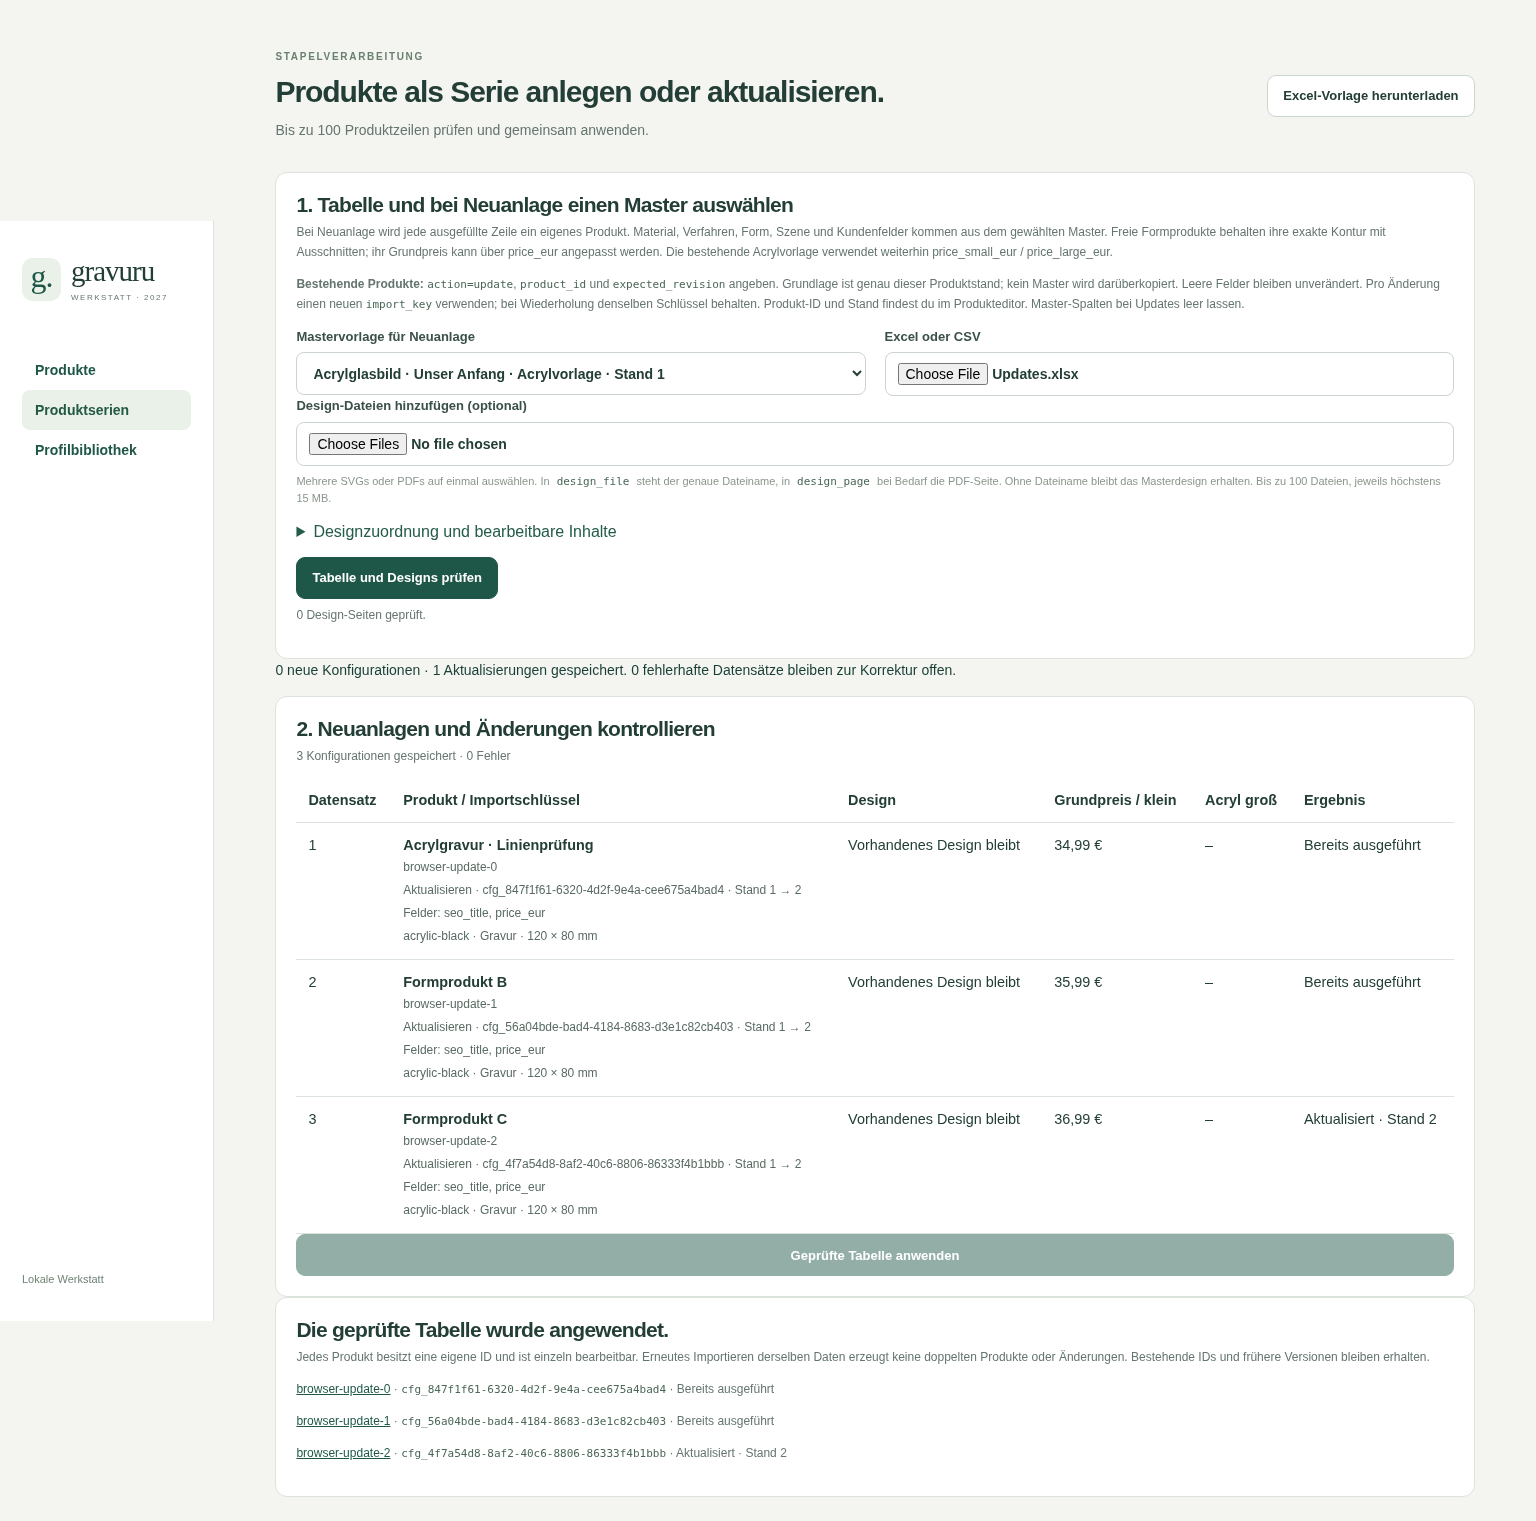 STAPELVERARBEITUNG
Produkte als Serie anlegen oder aktualisieren.
Excel-Vorlage herunterladen
Bis zu 100 Produktzeilen prüfen und gemeinsam anwenden.
g. gravuru
WERKSTATT · 2027
Produkte
Produktserien
Profilbibliothek
Lokale Werkstatt
1. Tabelle und bei Neuanlage einen Master auswählen
Bei Neuanlage wird jede ausgefüllte Zeile ein eigenes Produkt. Material, Verfahren, Form, Szene und Kundenfelder kommen aus dem gewählten Master. Freie Formprodukte behalten ihre exakte Kontur mit
Ausschnitten; ihr Grundpreis kann über price_eur angepasst werden. Die bestehende Acrylvorlage verwendet weiterhin price_small_eur / price_large_eur.
Bestehende Produkte: action=update, product_id und expected_revision angeben. Grundlage ist genau dieser Produktstand; kein Master wird darüberkopiert. Leere Felder bleiben unverändert. Pro Änderung
einen neuen import_key verwenden; bei Wiederholung denselben Schlüssel behalten. Produkt-ID und Stand findest du im Produkteditor. Master-Spalten bei Updates leer lassen.
Mastervorlage für Neuanlage
Acrylglasbild · Unser Anfang · Acrylvorlage · Stand 1
Excel oder CSV
Choose File Updates.xlsx
Design-Dateien hinzufügen (optional)
Choose Files No file chosen
Mehrere SVGs oder PDFs auf einmal auswählen. In design_file steht der genaue Dateiname, in design_page bei Bedarf die PDF-Seite. Ohne Dateiname bleibt das Masterdesign erhalten. Bis zu 100 Dateien, jeweils höchstens
15 MB.
Designzuordnung und bearbeitbare Inhalte
Tabelle und Designs prüfen
0 Design-Seiten geprüft.
0 neue Konfigurationen · 1 Aktualisierungen gespeichert. 0 fehlerhafte Datensätze bleiben zur Korrektur offen.
2. Neuanlagen und Änderungen kontrollieren
3 Konfigurationen gespeichert · 0 Fehler
Datensatz Produkt / Importschlüssel Design Grundpreis / klein Acryl groß Ergebnis
1 Acrylgravur · Linienprüfung Vorhandenes Design bleibt 34,99 € – Bereits ausgeführt
browser-update-0
Aktualisieren · cfg_847f1f61-6320-4d2f-9e4a-cee675a4bad4 · Stand 1 → 2
Felder: seo_title, price_eur
acrylic-black · Gravur · 120 × 80 mm
2 Formprodukt B Vorhandenes Design bleibt 35,99 € – Bereits ausgeführt
browser-update-1
Aktualisieren · cfg_56a04bde-bad4-4184-8683-d3e1c82cb403 · Stand 1 → 2
Felder: seo_title, price_eur
acrylic-black · Gravur · 120 × 80 mm
3 Formprodukt C Vorhandenes Design bleibt 36,99 € – Aktualisiert · Stand 2
browser-update-2
Aktualisieren · cfg_4f7a54d8-8af2-40c6-8806-86333f4b1bbb · Stand 1 → 2
Felder: seo_title, price_eur
acrylic-black · Gravur · 120 × 80 mm
Geprüfte Tabelle anwenden
Die geprüfte Tabelle wurde angewendet.
Jedes Produkt besitzt eine eigene ID und ist einzeln bearbeitbar. Erneutes Importieren derselben Daten erzeugt keine doppelten Produkte oder Änderungen. Bestehende IDs und frühere Versionen bleiben erhalten.
browser-update-0 · cfg_847f1f61-6320-4d2f-9e4a-cee675a4bad4 · Bereits ausgeführt
browser-update-1 · cfg_56a04bde-bad4-4184-8683-d3e1c82cb403 · Bereits ausgeführt
browser-update-2 · cfg_4f7a54d8-8af2-40c6-8806-86333f4b1bbb · Aktualisiert · Stand 2